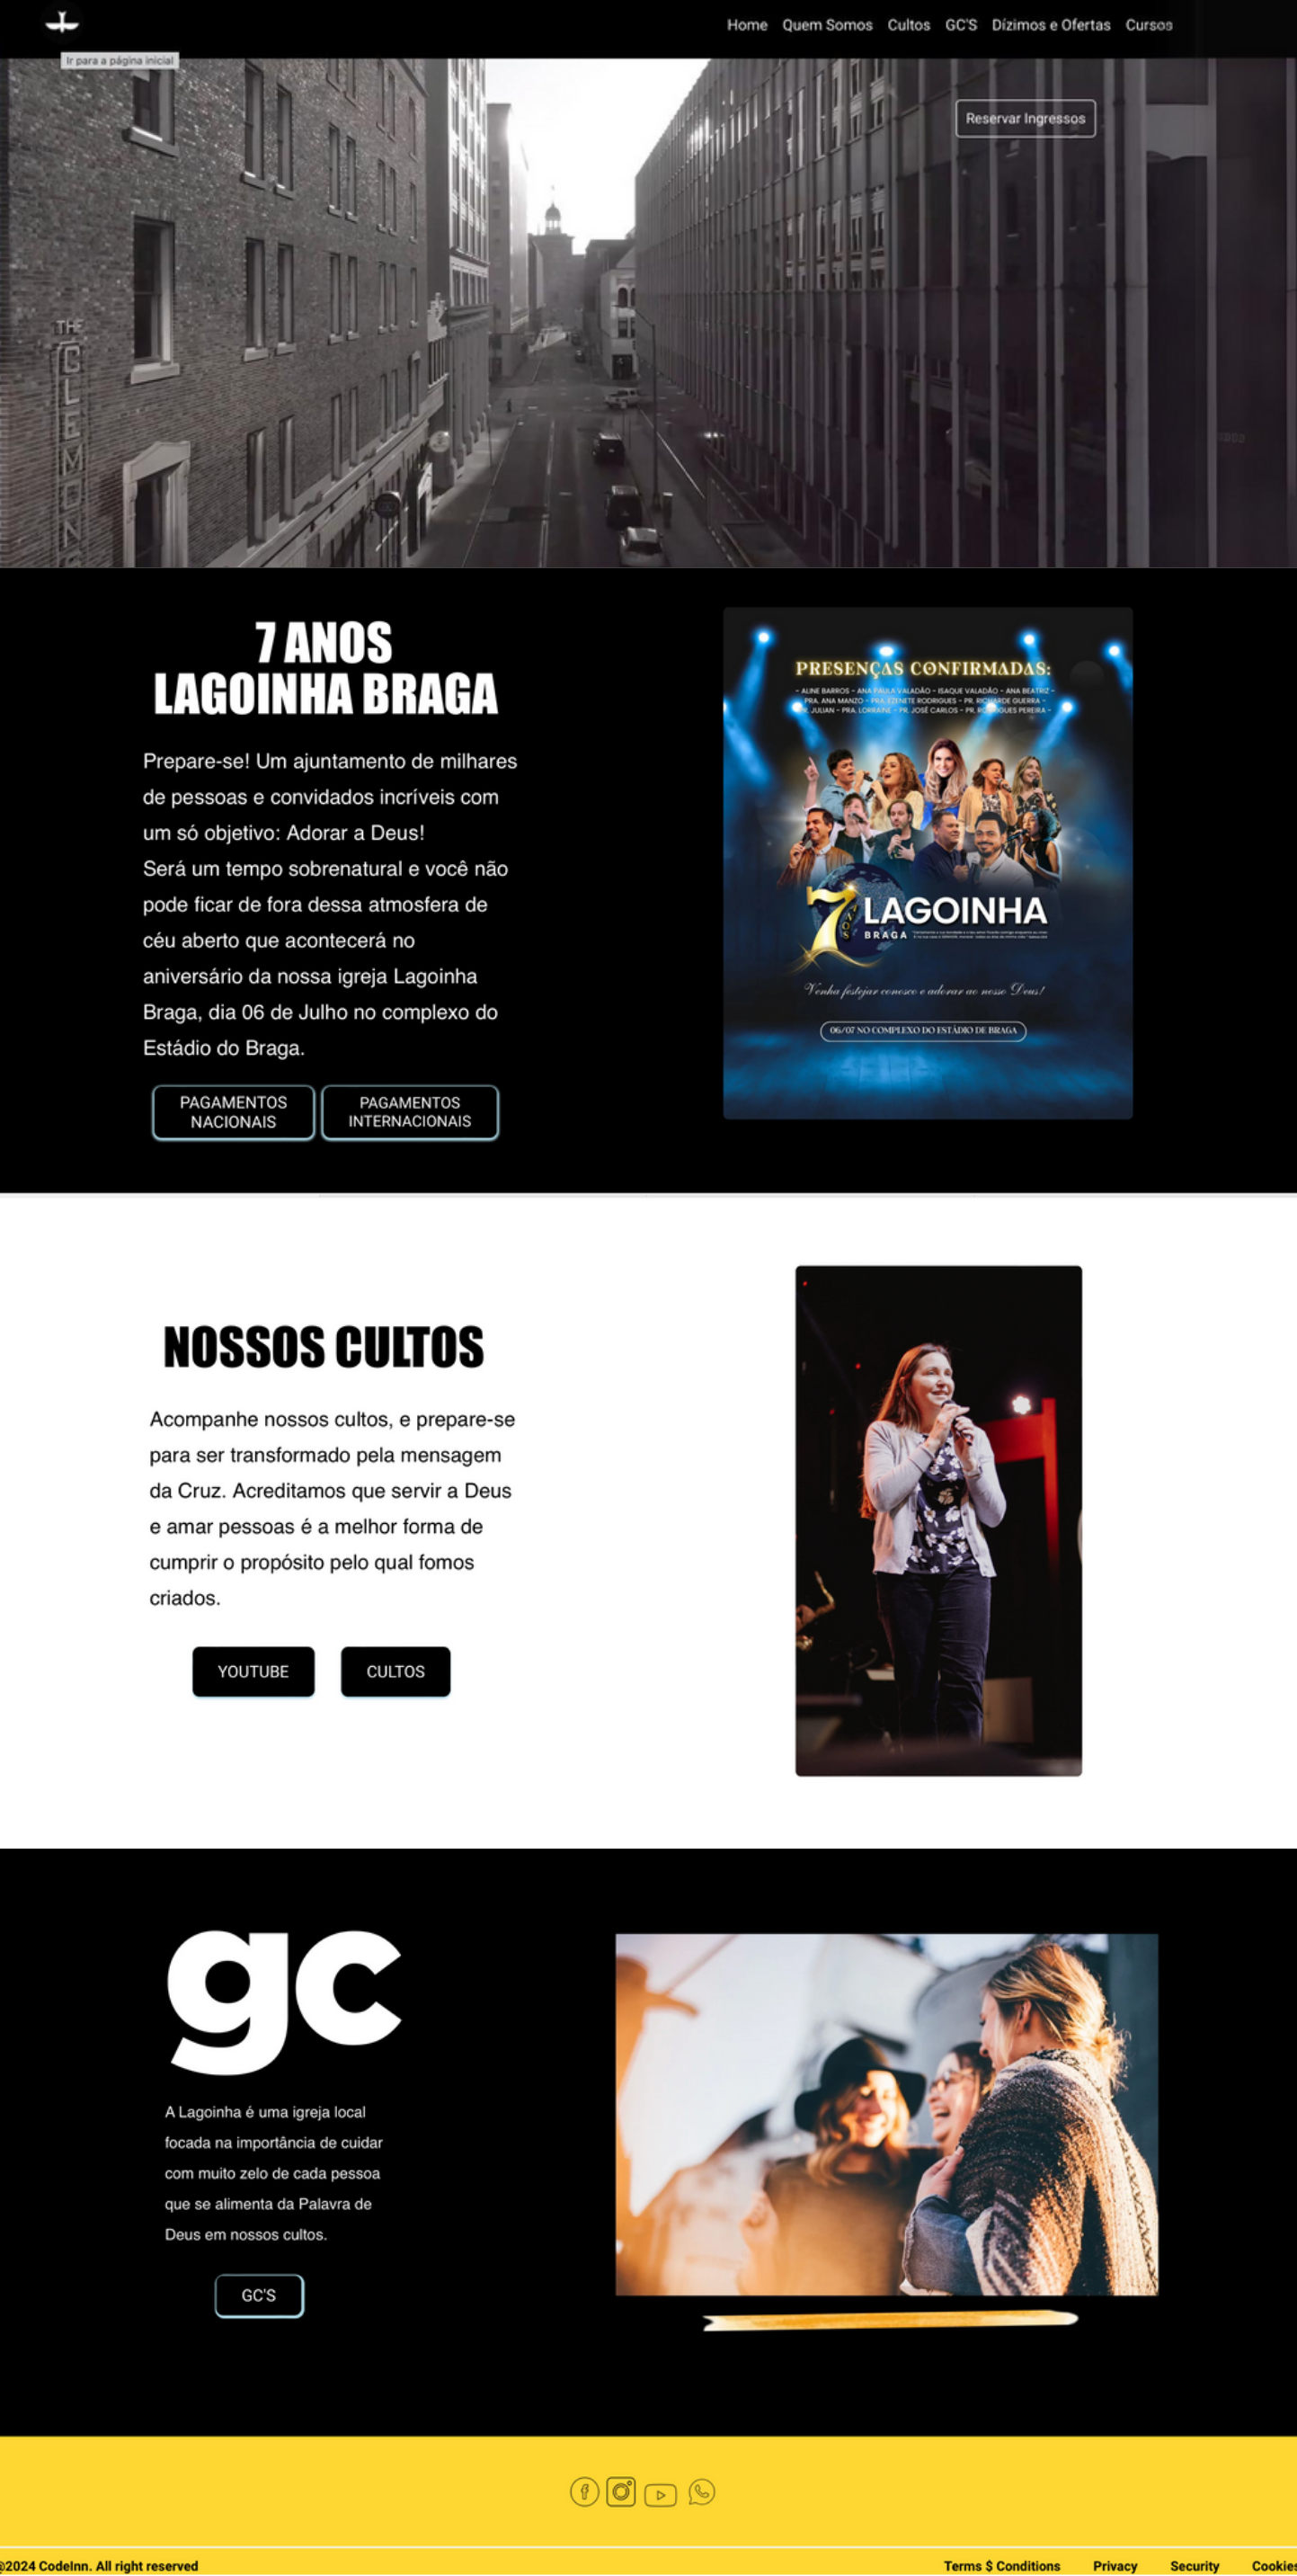 Home Quem Somos Cultos GC'S Dízimos e Ofertas Cursos
Ir para a página inicial
Reservar Ingressos
THE
CLEMONS
7 ANOS
LAGOINHA BRAGA
Prepare-se! Um ajuntamento de milhares
de pessoas e convidados incríveis com
um só objetivo: Adorar a Deus!
Será um tempo sobrenatural e você não
pode ficar de fora dessa atmosfera de
céu aberto que acontecerá no
aniversário da nossa igreja Lagoinha
Braga, dia 06 de Julho no complexo do
Estádio do Braga.
PAGAMENTOS
NACIONAIS
PAGAMENTOS
INTERNACIONAIS
PRESENÇAS CONFIRMADAS:
- ALINE BARROS - ANA PAULA VALADÃO - ISAQUE VALADÃO - ANA BEATRIZ -
PRA. ANA MANZO - PRA. EZENETE RODRIGUES - PR. RICHARDE GUERRA -
PR. JULIAN - PRA. LORRAINE - PR. JOSÉ CARLOS - PR. RODRIGUES PEREIRA -
7 ANOS
LAGOINHA
BRAGA
Venha festejar conosco e adorar ao nosso Deus!
06/07 NO COMPLEXO DO ESTÁDIO DE BRAGA
NOSSOS CULTOS
Acompanhe nossos cultos, e prepare-se
para ser transformado pela mensagem
da Cruz. Acreditamos que servir a Deus
e amar pessoas é a melhor forma de
cumprir o propósito pelo qual fomos
criados.
YOUTUBE
CULTOS
gc
A Lagoinha é uma igreja local
focada na importância de cuidar
com muito zelo de cada pessoa
que se alimenta da Palavra de
Deus em nossos cultos.
GC'S
@2024 CodeInn. All right reserved
Terms $ Conditions Privacy Security Cookies